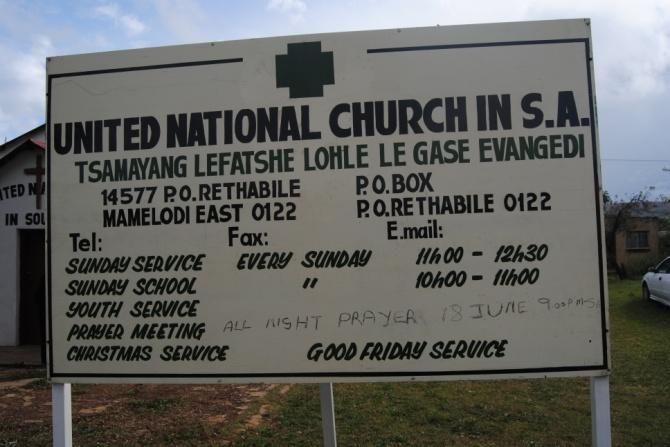 UNITED NATIONAL CHURCH IN S.A.
TSAMAYANG LEFATSHE LOHLE LE GASE EVANGEDI
14577 P.O. RETHABILE P.O. BOX
MAMELODI EAST 0122 P.O. RETHABILE 0122
Tel: Fax: E.mail:
SUNDAY SERVICE EVERY SUNDAY 11h00 - 12h30
SUNDAY SCHOOL " 10h00 - 11h00
YOUTH SERVICE
PRAYER MEETING ALL NIGHT PRAYER 18 JUNE 9:00PM
CHRISTMAS SERVICE GOOD FRIDAY SERVICE
IN SOU